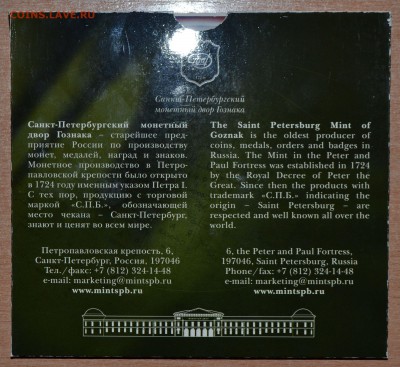 COINS.LAVE.RU
Санкт-Петербургский
монетный двор Гознака
Санкт-Петербургский монетный
двор Гознака – старейшее пред-
приятие России по производству
монет, медалей, наград и знаков.
Монетное производство в Петро-
павловской крепости было открыто
в 1724 году именным указом Петра I.
С тех пор, продукцию с торговой
маркой «С.П.Б.», обозначающей
место чекана – Санкт-Петербург,
знают и ценят во всем мире.
Петропавловская крепость, 6,
Санкт-Петербург, Россия, 197046
Тел./факс: +7 (812) 324-14-48
e-mail: marketing@mintspb.ru
www.mintspb.ru
The Saint Petersburg Mint of
Goznak is the oldest producer of
coins, medals, orders and badges in
Russia. The Mint in the Peter and
Paul Fortress was established in 1724
by the Royal Decree of Peter the
Great. Since then the products with
trademark «С.П.Б.» indicating the
origin – Saint Petersburg – are
respected and well known all over the
world.
6, the Peter and Paul Fortress,
197046, Saint Petersburg, Russia
Phone/fax: +7 (812) 324-14-48
e-mail: marketing@mintspb.ru
www.mintspb.ru